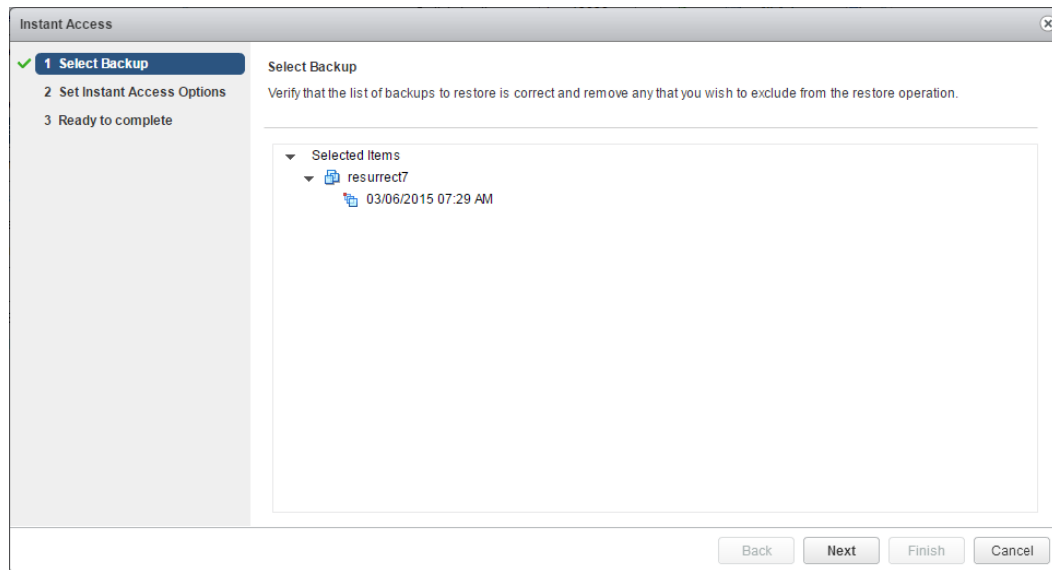 Instant Access
1 Select Backup
2 Set Instant Access Options
3 Ready to complete
Select Backup
Verify that the list of backups to restore is correct and remove any that you wish to exclude from the restore operation.
Selected Items
resurrect7
03/06/2015 07:29 AM
Back
Next
Finish
Cancel